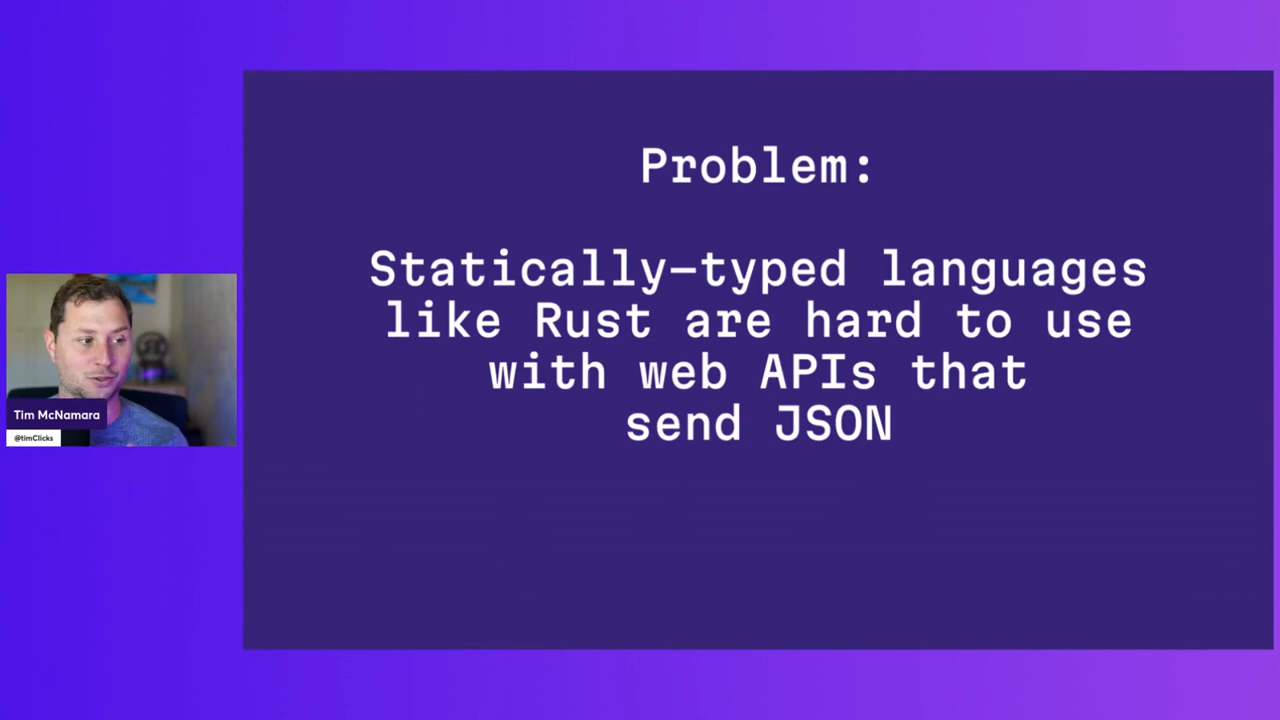 Problem:
Statically-typed languages
like Rust are hard to use
with web APIs that
send JSON
Tim McNamara
@timClicks